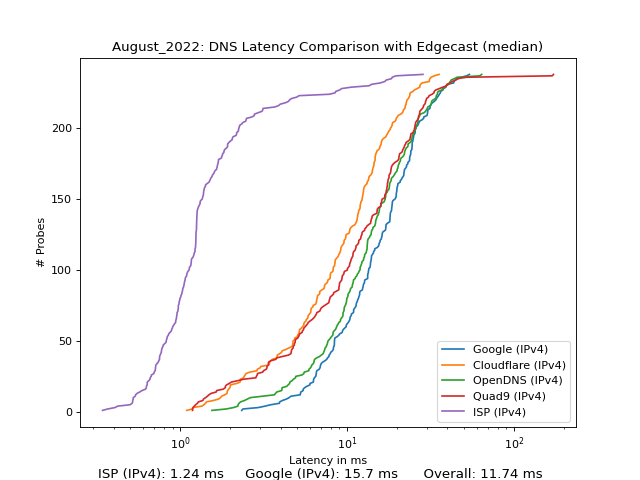 August_2022: DNS Latency Comparison with Edgecast (median)
# Probes
200
150
100
50
0
Google (IPv4)
Cloudflare (IPv4)
OpenDNS (IPv4)
Quad9 (IPv4)
ISP (IPv4)
10⁰ 10¹ 10²
Latency in ms
ISP (IPv4): 1.24 ms Google (IPv4): 15.7 ms Overall: 11.74 ms